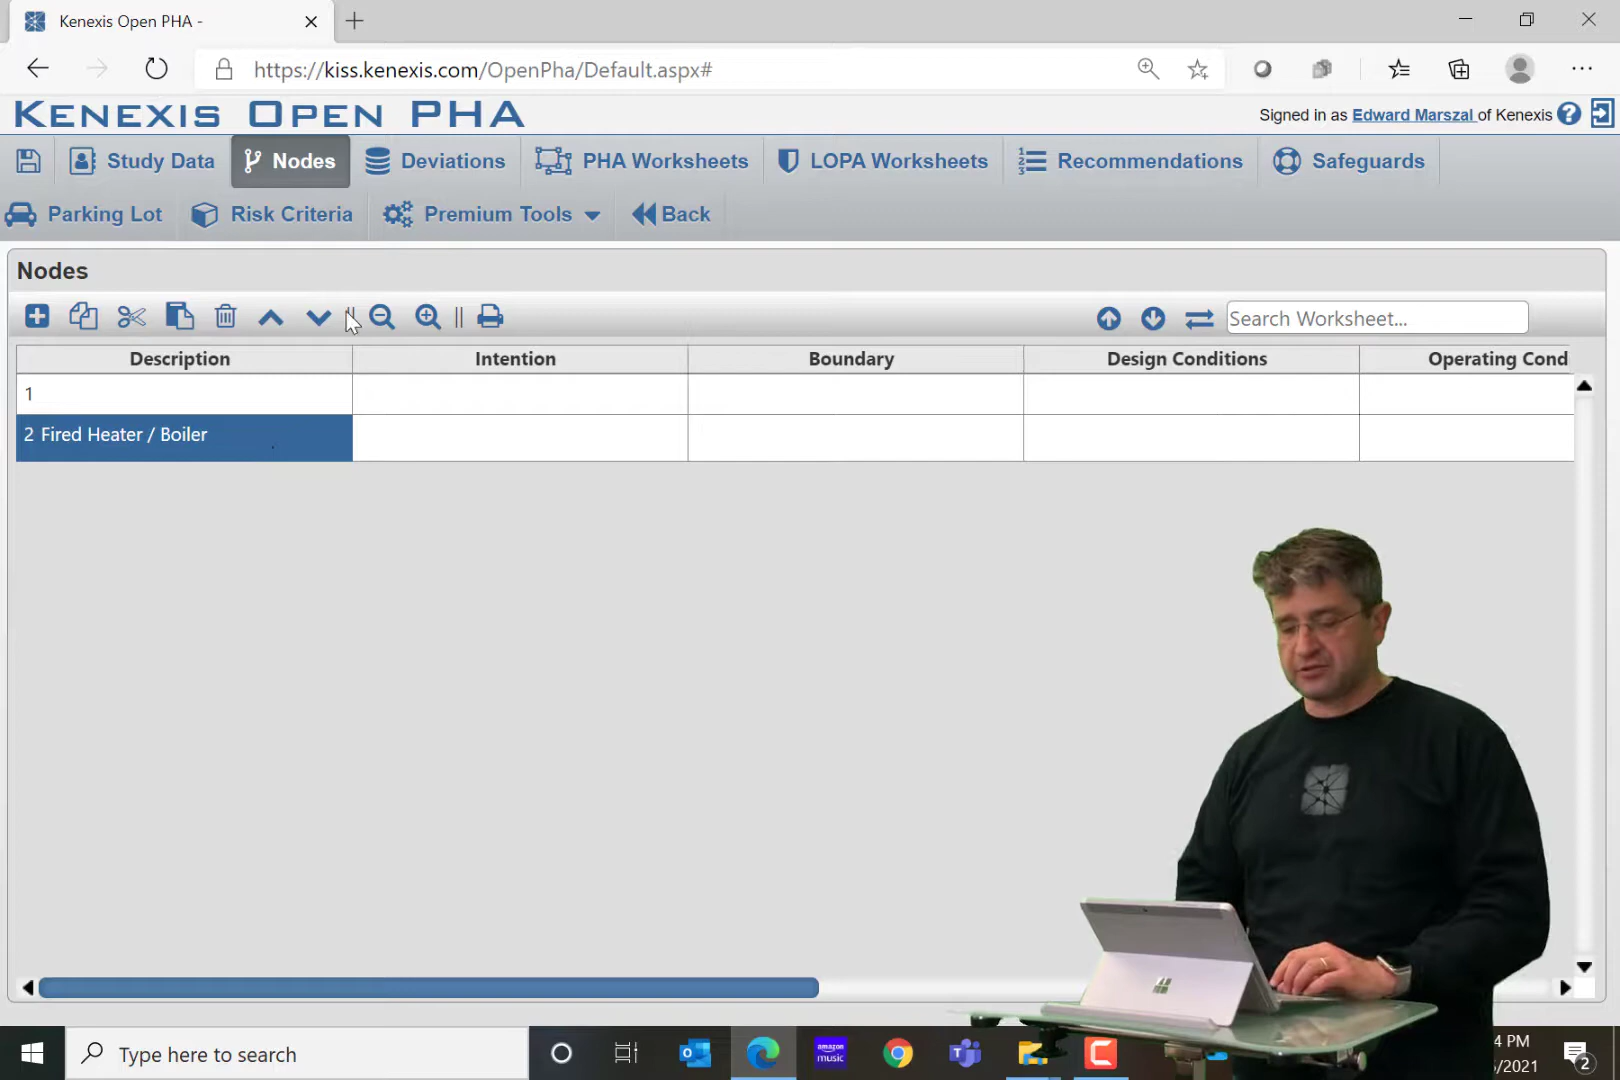 Kenexis Open PHA -
https://kiss.kenexis.com/OpenPha/Default.aspx#
KENEXIS OPEN PHA
Signed in as Edward Marszal of Kenexis
Study Data
Nodes
Deviations
PHA Worksheets
LOPA Worksheets
Recommendations
Safeguards
Parking Lot
Risk Criteria
Premium Tools
Back
Nodes
Search Worksheet...
Description
Intention
Boundary
Design Conditions
Operating Cond
1
2 Fired Heater / Boiler
Type here to search
amazon music
4 PM
/2021
2